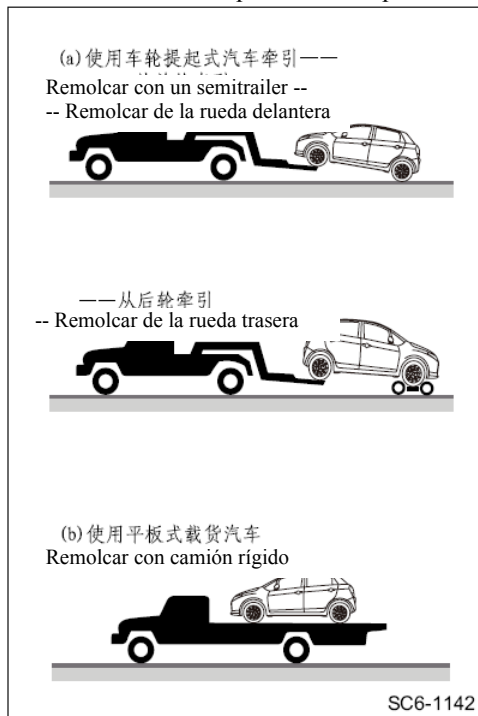 (a)使用车轮提起式汽车牵引——
Remolcar con un semitrailer --
-- Remolcar de la rueda delantera
——从后轮牵引
-- Remolcar de la rueda trasera
(b)使用平板式载货汽车
Remolcar con camión rígido
SC6-1142